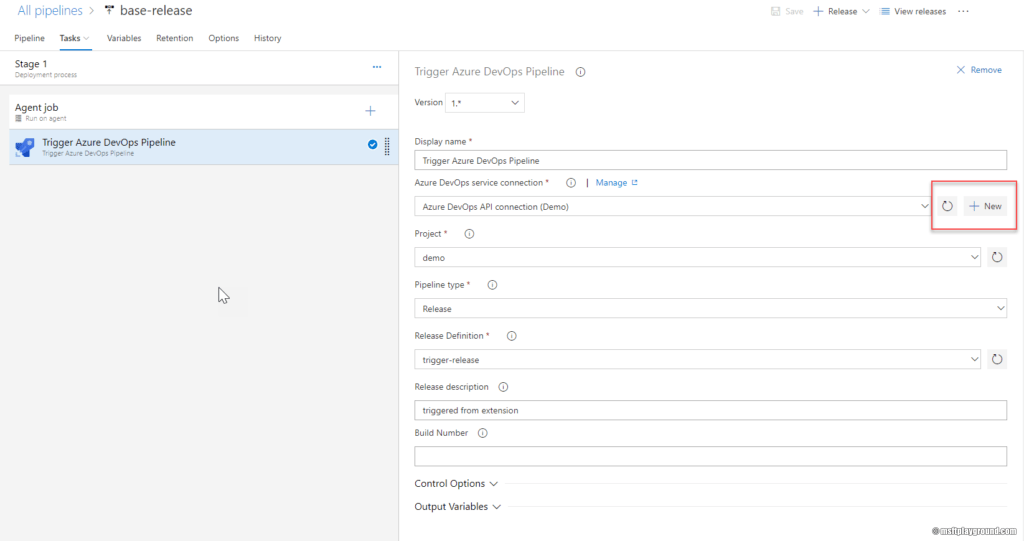 All pipelines > base-release
Save + Release View releases ...
Pipeline Tasks Variables Retention Options History
Stage 1
Deployment process
...
Agent job
Run on agent
Trigger Azure DevOps Pipeline
Trigger Azure DevOps Pipeline
Trigger Azure DevOps Pipeline
Remove
Version 1.*
Display name *
Trigger Azure DevOps Pipeline
Azure DevOps service connection * | Manage
Azure DevOps API connection (Demo)
+ New
Project *
demo
Pipeline type *
Release
Release Definition *
trigger-release
Release description
triggered from extension
Build Number
Control Options
Output Variables
@ msftplayground.com